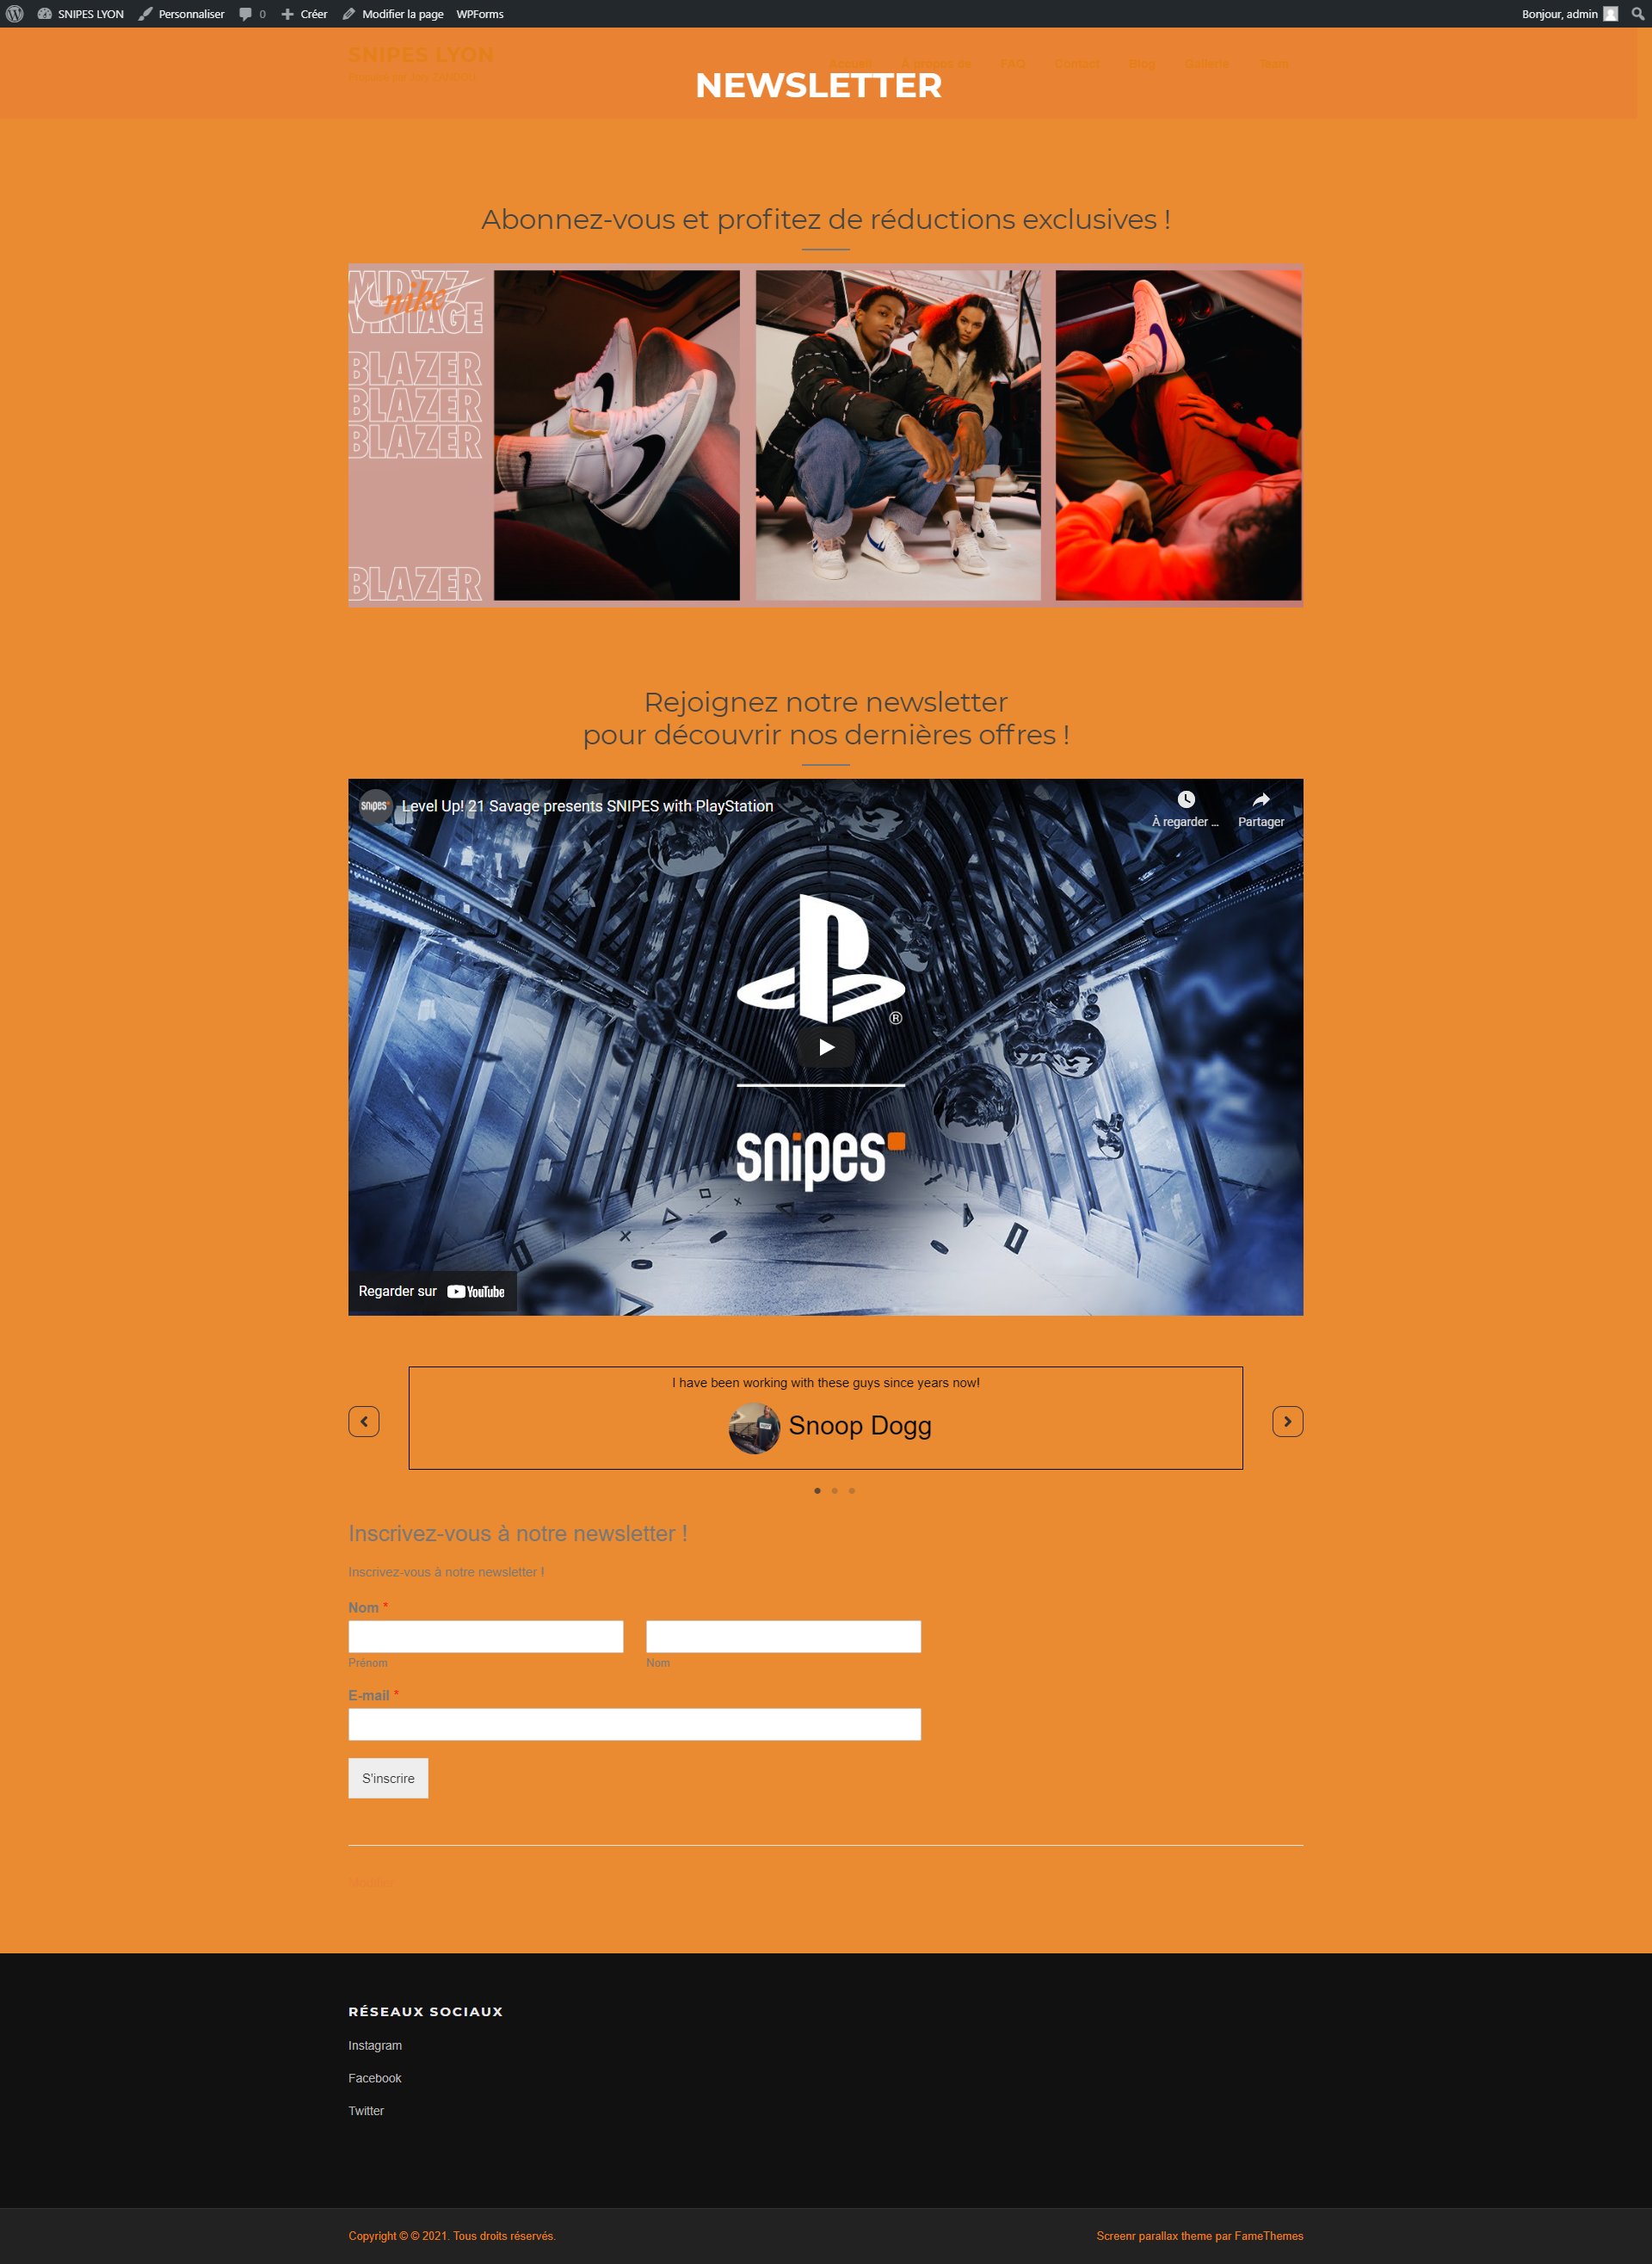 SNIPES LYON
Personnaliser
0
Créer
Modifier la page
WPForms
Bonjour, admin
SNIPES LYON
Accueil
A propos de
FAQ
Contact
Blog
Gallerie
Team
NEWSLETTER
Abonnez-vous et profitez de réductions exclusives !
nike
VINTAGE
BLAZER
BLAZER
BLAZER
BLAZER
Rejoignez notre newsletter
pour découvrir nos dernières offres !
snipes
Level Up! 21 Savage presents SNIPES with PlayStation
À regarder ...
Partager
®
snipes
Regarder sur YouTube
I have been working with these guys since years now!
Snoop Dogg
Inscrivez-vous à notre newsletter !
Inscrivez-vous à notre newsletter !
Nom *
Prénom
Nom
E-mail *
S'inscrire
RÉSEAUX SOCIAUX
Instagram
Facebook
Twitter
Copyright © © 2021. Tous droits réservés.
Screenr parallax theme par FameThemes